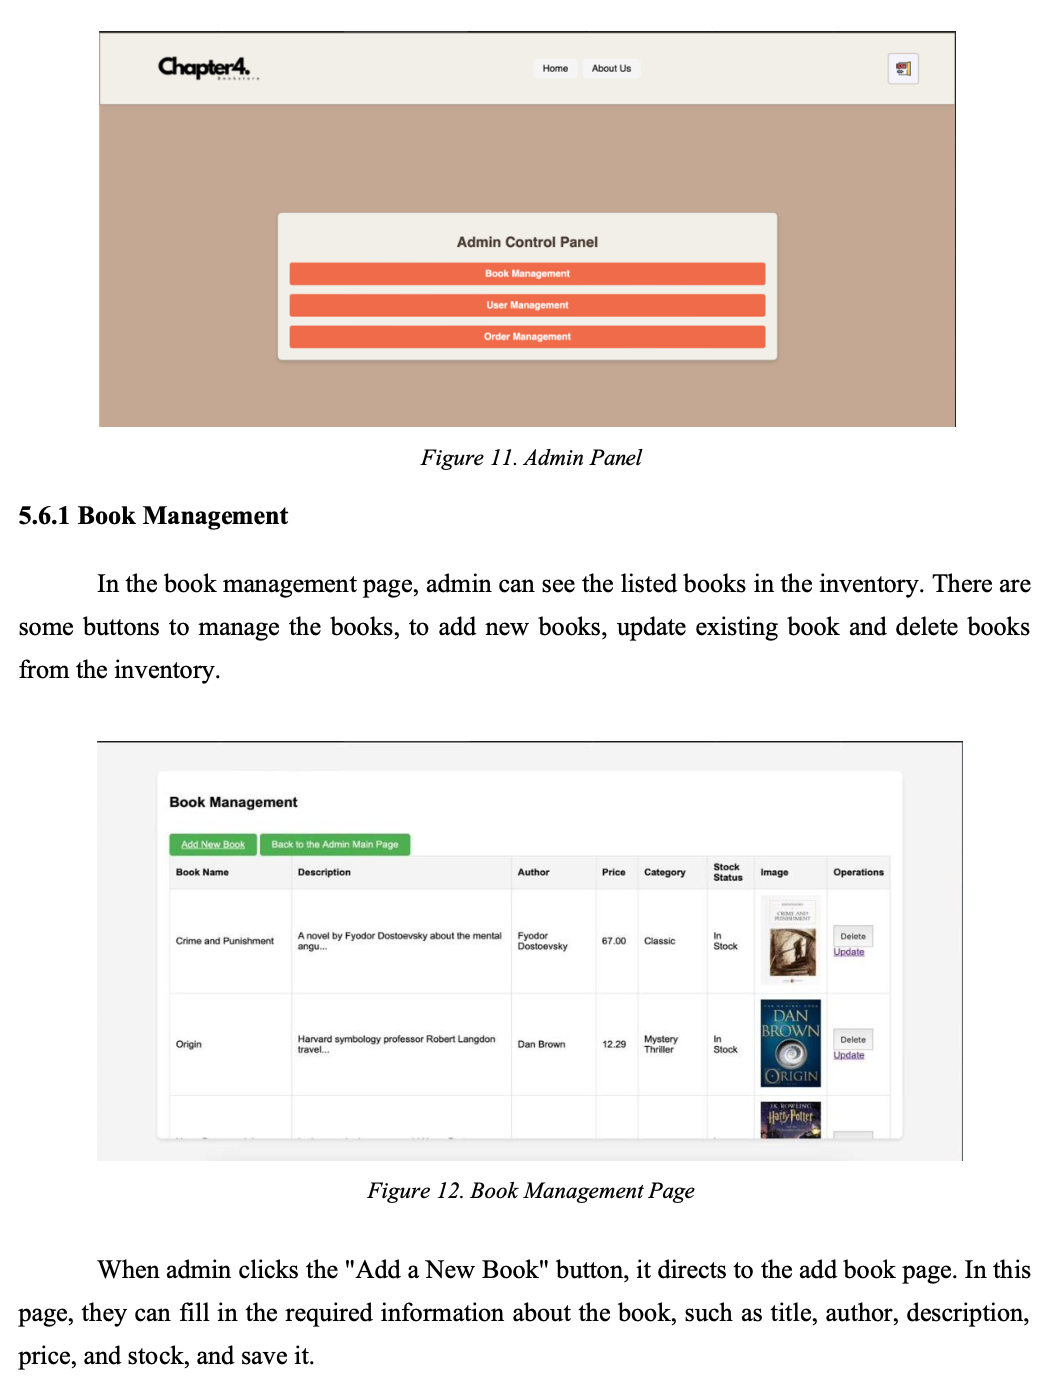 Chapter4.
Bookstore
Home
About Us
Admin Control Panel
Book Management
User Management
Order Management
Figure 11. Admin Panel
5.6.1 Book Management
In the book management page, admin can see the listed books in the inventory. There are
some buttons to manage the books, to add new books, update existing book and delete books
from the inventory.
Book Management
Add New Book
Back to the Admin Main Page
Book Name
Description
Author
Price
Category
Stock
Status
Image
Operations
Crime and Punishment
A novel by Fyodor Dostoevsky about the mental
angu...
Fyodor
Dostoevsky
67.00
Classic
In
Stock
CRIME AND
PUNISHMENT
Delete
Update
Origin
Harvard symbology professor Robert Langdon
travel...
Dan Brown
12.29
Mystery
Thriller
In
Stock
DAN
BROWN
ORIGIN
Delete
Update
J.K. ROWLING
Harry Potter
Figure 12. Book Management Page
When admin clicks the "Add a New Book" button, it directs to the add book page. In this
page, they can fill in the required information about the book, such as title, author, description,
price, and stock, and save it.